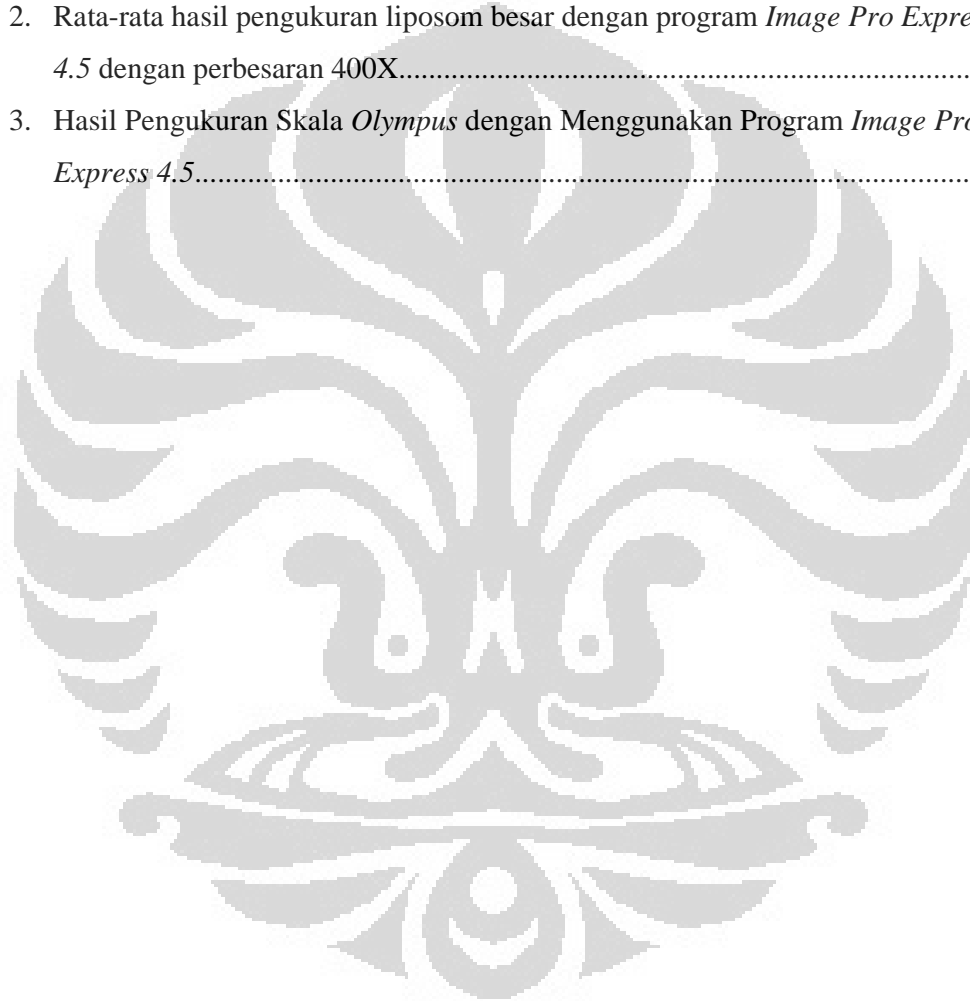 2. Rata-rata hasil pengukuran liposom besar dengan program Image Pro Expre
4.5 dengan perbesaran 400X....................................................................................
3. Hasil Pengukuran Skala Olympus dengan Menggunakan Program Image Pro
Express 4.5..................................................................................................................